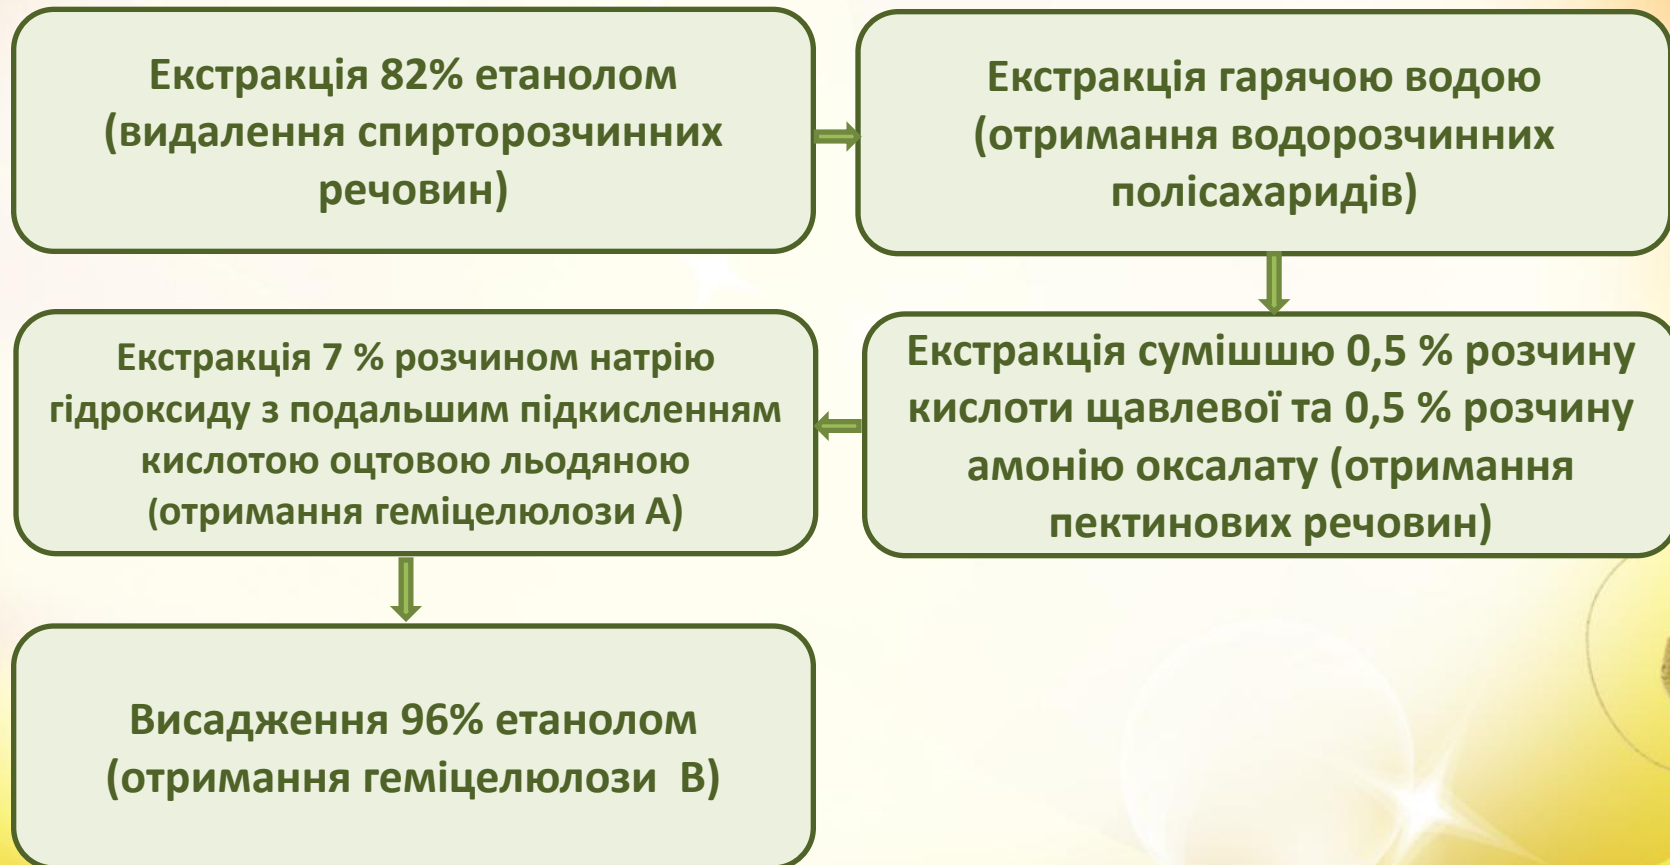 Екстракція 82% етанолом
(видалення спирторозчинних
речовин)
Екстракція гарячою водою
(отримання водорозчинних
полісахаридів)
Екстракція сумішшю 0,5 % розчину
кислоти щавлевої та 0,5 % розчину
амонію оксалату (отримання
пектинових речовин)
Екстракція 7 % розчином натрію
гідроксиду з подальшим підкисленням
кислотою оцтовою льодяною
(отримання геміцелюлози А)
Висадження 96% етанолом
(отримання геміцелюлози  В)